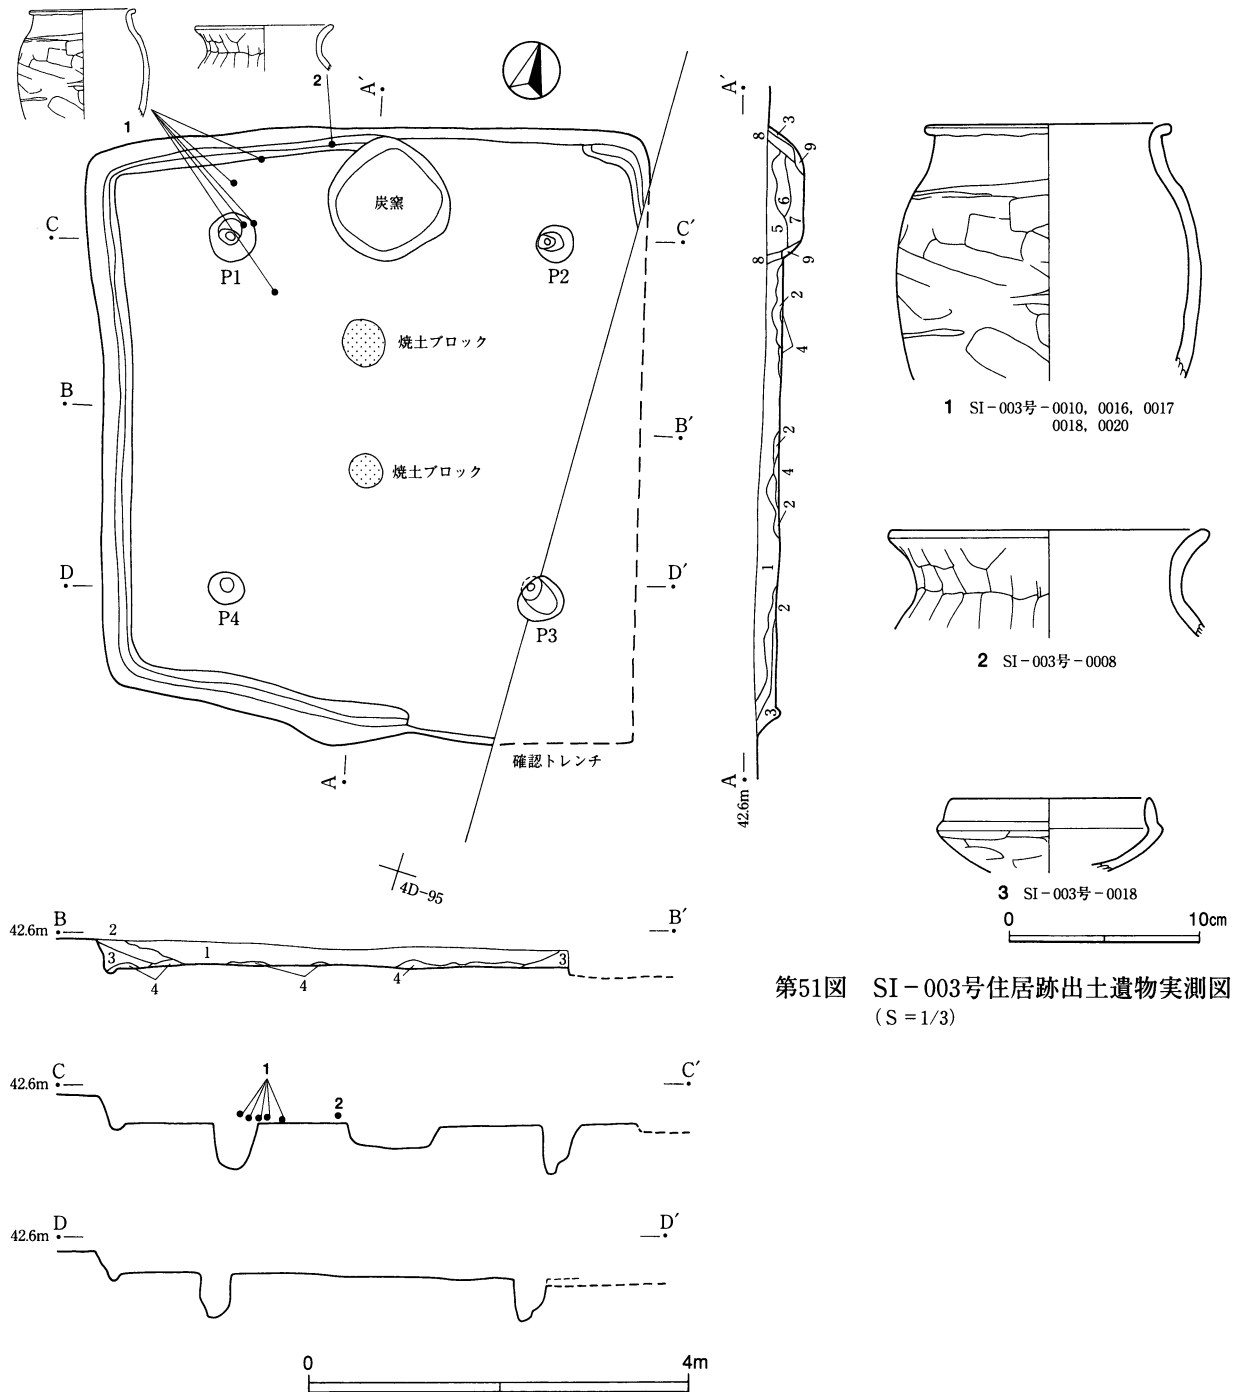 1
2
A′
C
C′
炭窯
P1
P2
焼土ブロック
B
B′
焼土ブロック
D
D′
P4
P3
確認トレンチ
A
4D-95
A′
3
8
9
6
7
5
8
9
2
4
2
4
2
1
2
3
A
42.6m
1 SI-003号-0010, 0016, 0017
0018, 0020
2 SI-003号-0008
3 SI-003号-0018
0 10cm
第51図 SI-003号住居跡出土遺物実測図
(S=1/3)
42.6m B B′
2
1
3 3
4 4 4
42.6m C C′
1
2
42.6m D D′
0 4m